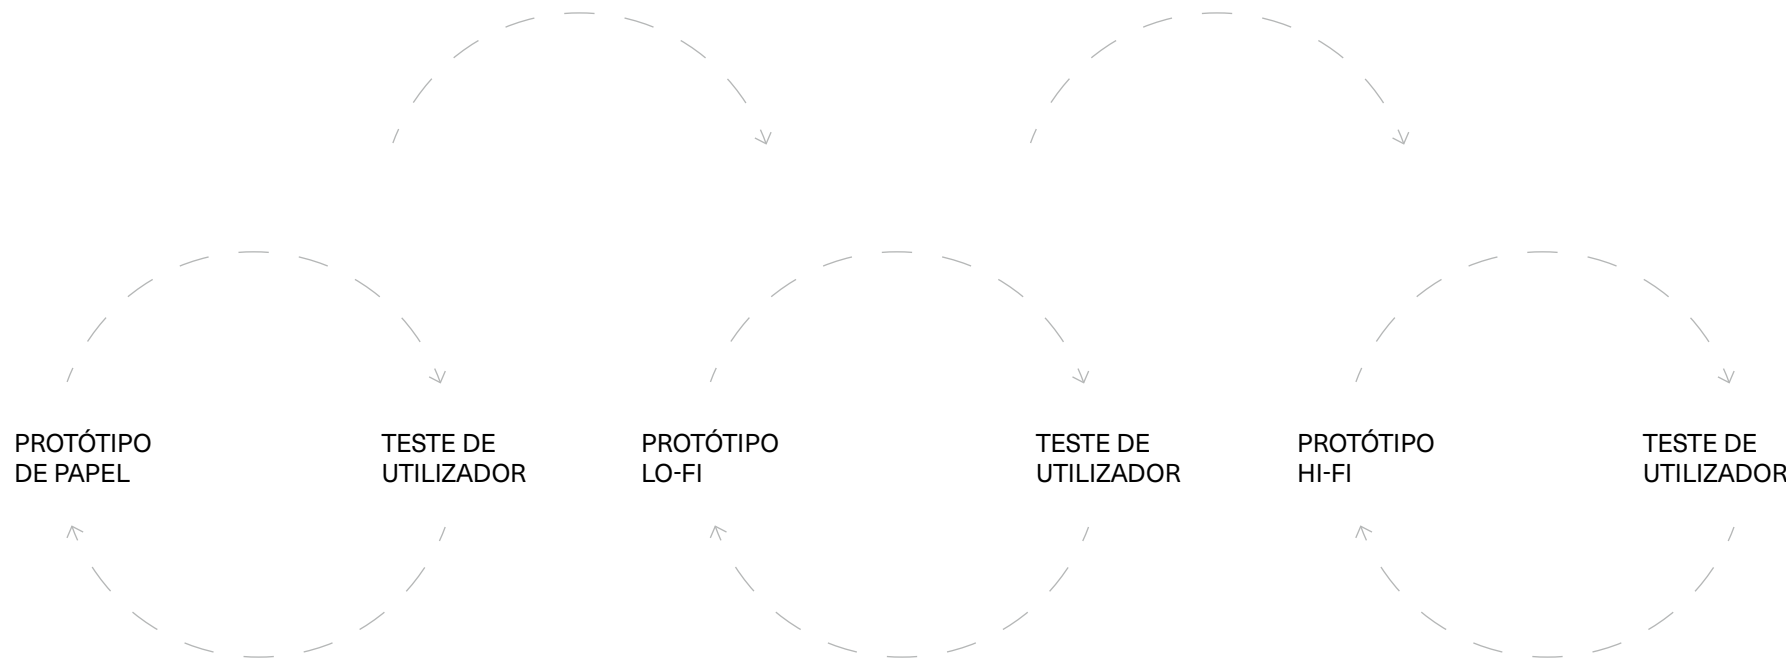 PROTÓTIPO
DE PAPEL
TESTE DE
UTILIZADOR
PROTÓTIPO
LO-FI
TESTE DE
UTILIZADOR
PROTÓTIPO
HI-FI
TESTE DE
UTILIZADOR